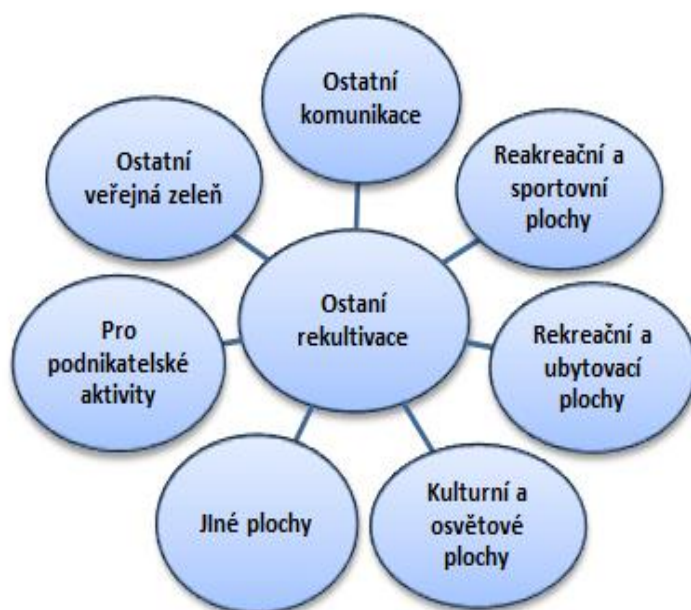 Ostatní
komunikace
Reakreační a
sportovní
plochy
Rekreační a
ubytovací
plochy
Kulturní a
osvětové
plochy
JIné plochy
Pro
podnikatelské
aktivity
Ostatní
veřejná zeleň
Ostaní
rekultivace